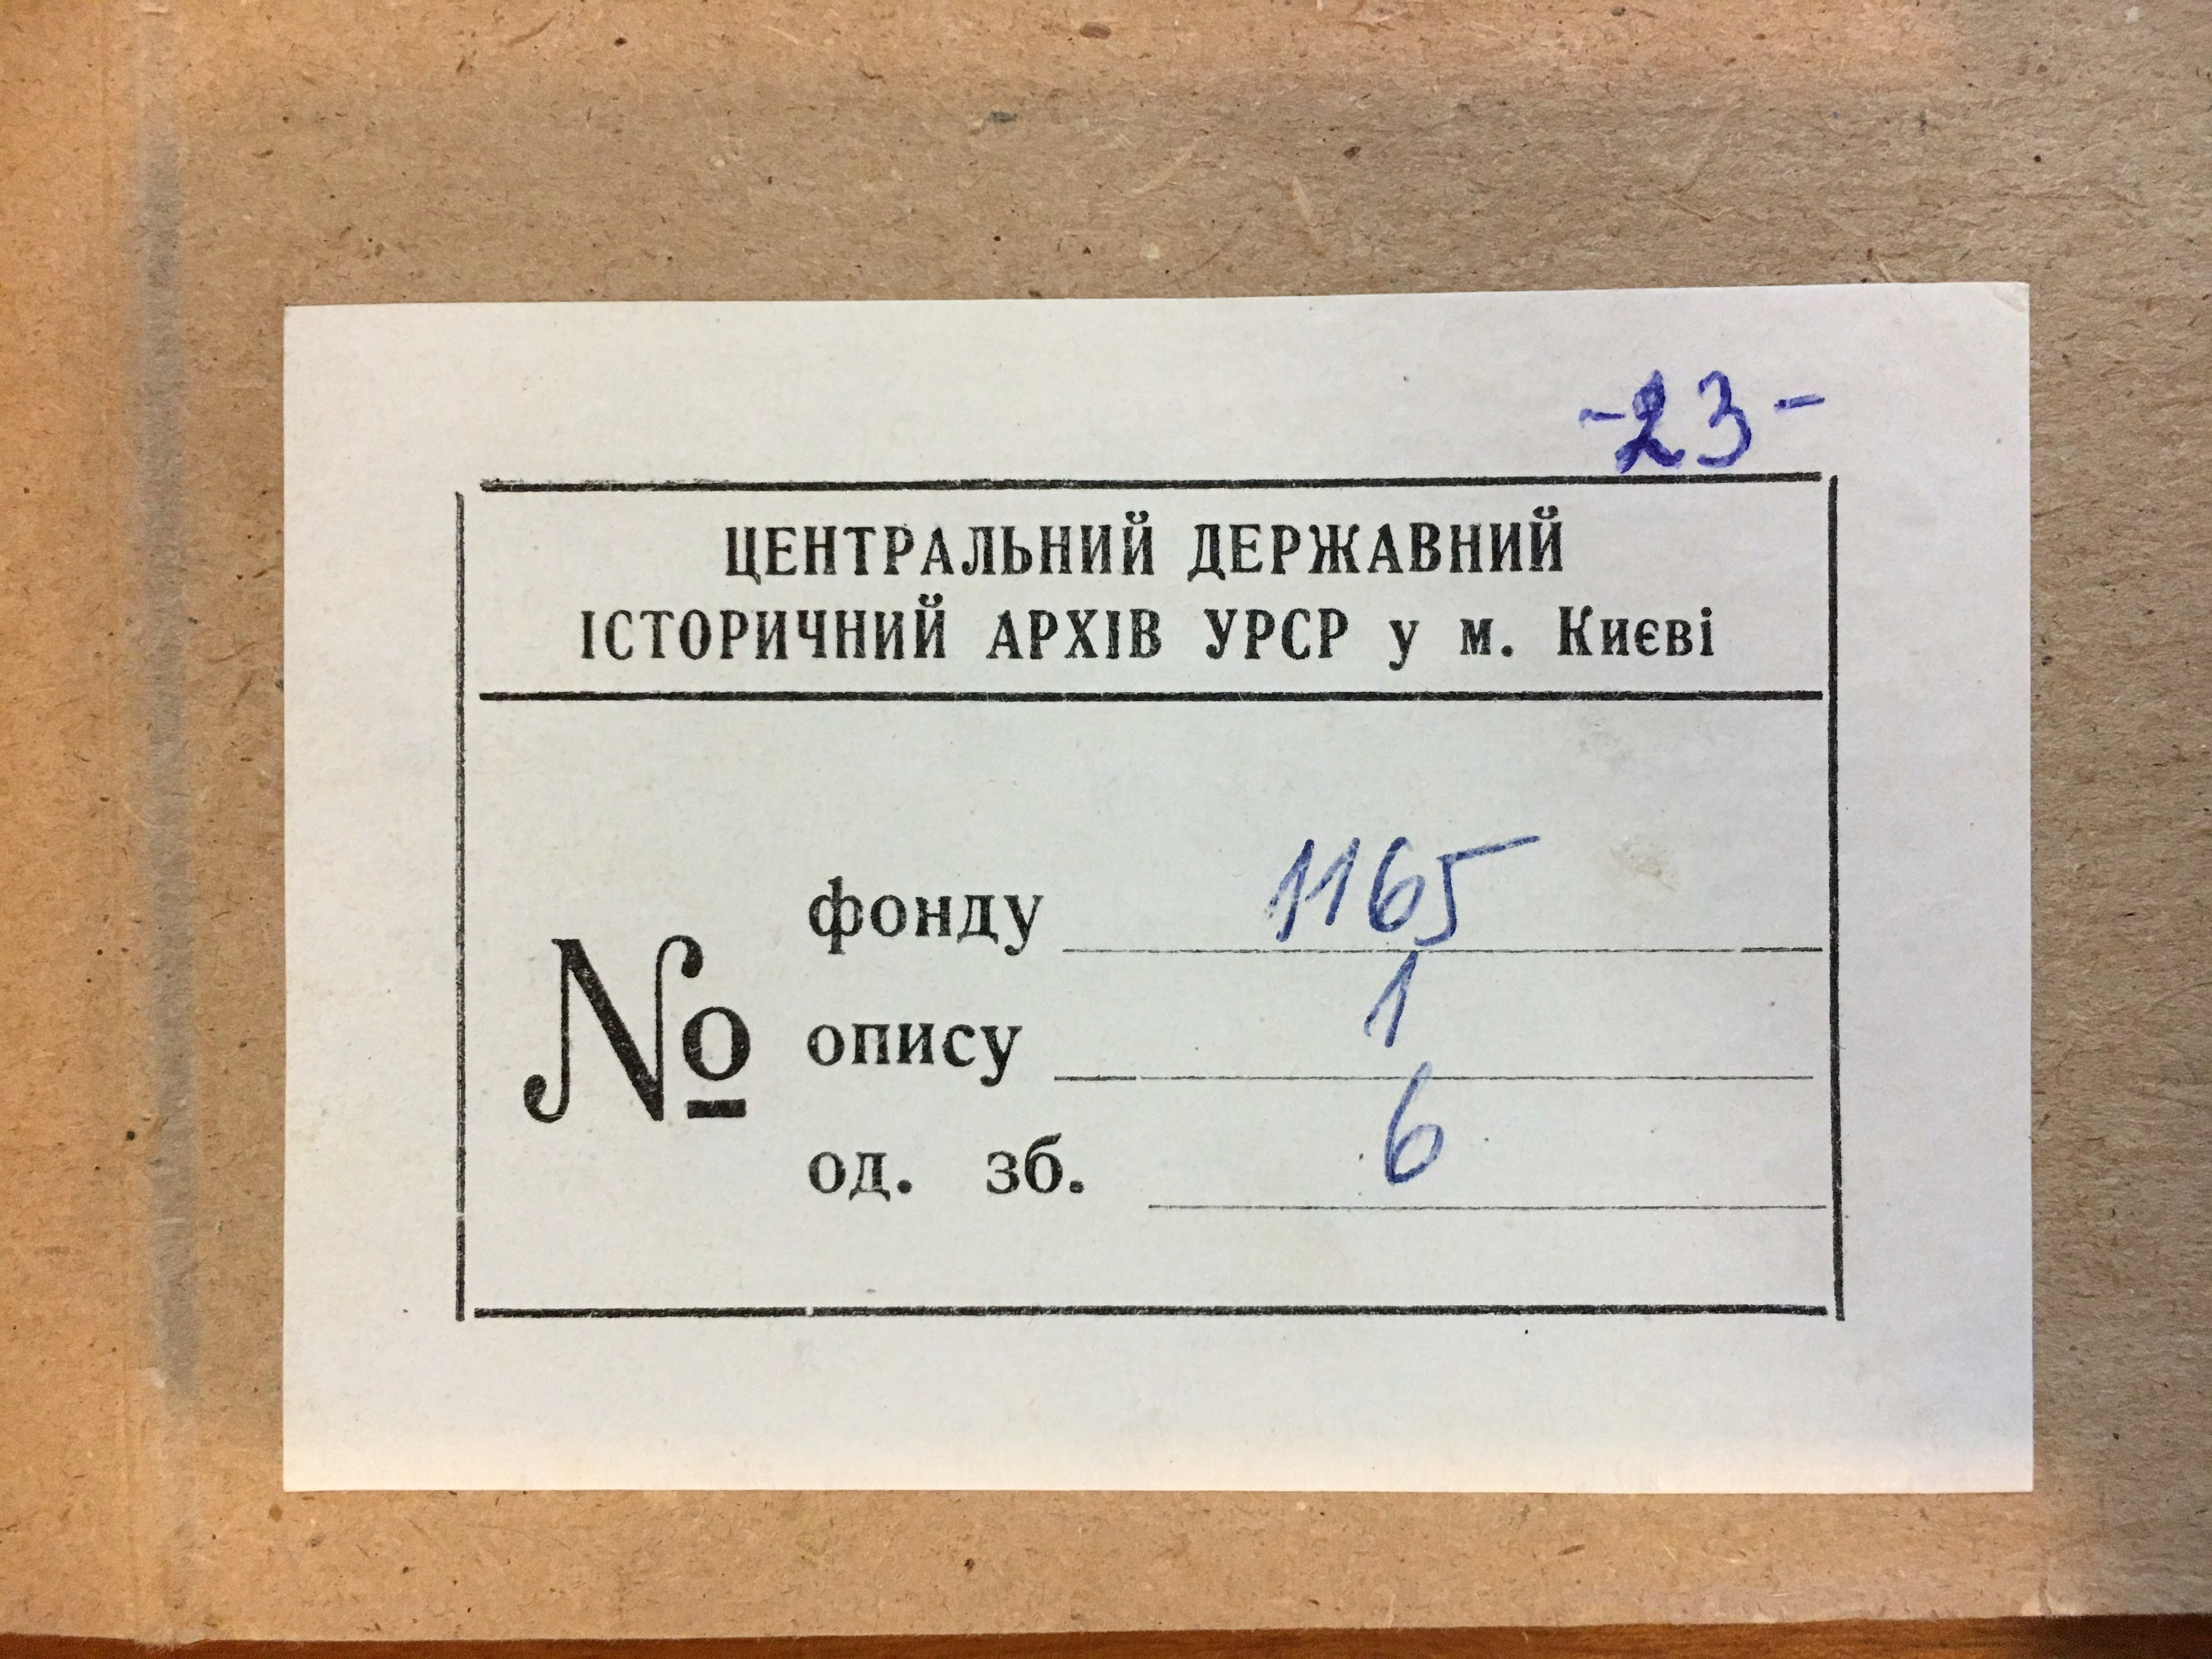 -23-
ЦЕНТРАЛЬНИЙ ДЕРЖАВНИЙ
ІСТОРИЧНИЙ АРХІВ УРСР у м. Києві
№
фонду 1165
опису 1
од. зб. 6